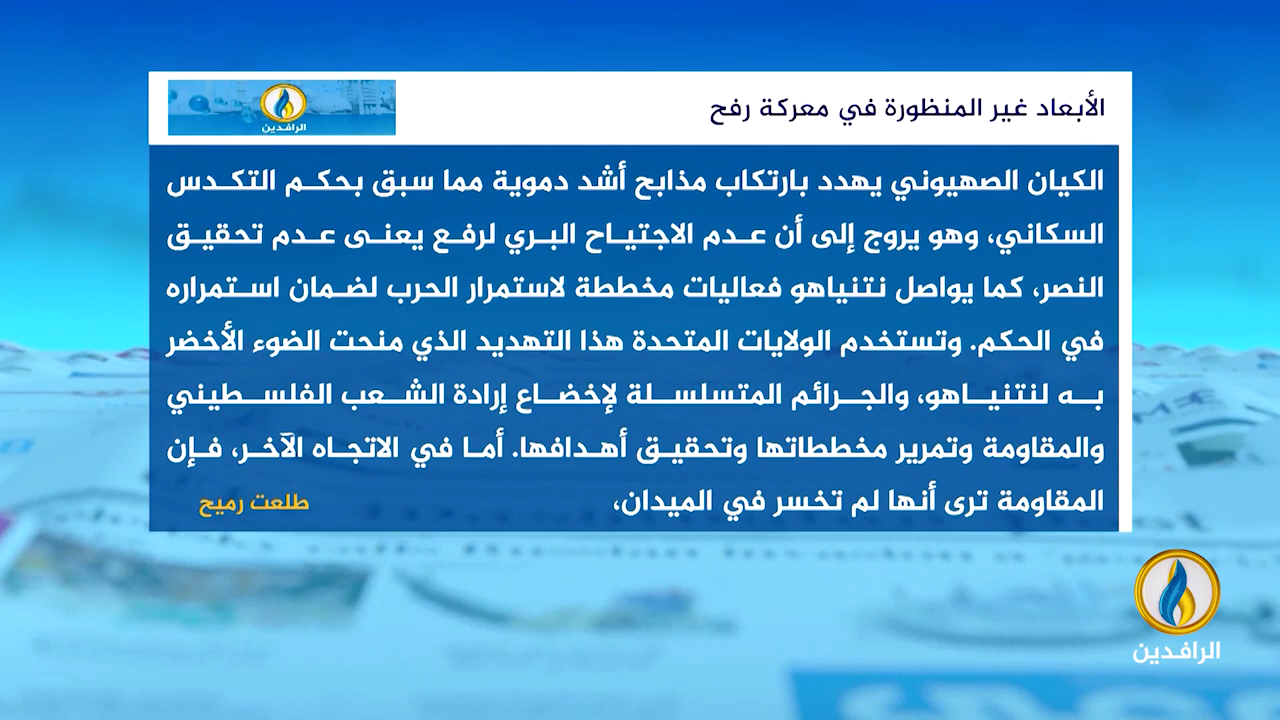 الأبعاد غير المنظورة في معركة رفح
الرافدين
الكيان الصهيوني يهدد بارتكاب مذابح أشد دموية مما سبق بحكم التكدس
السكاني، وهو يروج إلى أن عدم الاجتياح البري لرفع يعنى عدم تحقيق
النصر، كما يواصل نتنياهو فعاليات مخططة لاستمرار الحرب لضمان استمراره
في الحكم. وتستخدم الولايات المتحدة هذا التهديد الذي منحت الضوء الأخضر
به لنتنياهو، والجرائم المتسلسلة لإخضاع إرادة الشعب الفلسطيني
والمقاومة وتمرير مخططاتها وتحقيق أهدافها. أما في الاتجاه الآخر، فإن
المقاومة ترى أنها لم تخسر في الميدان،
طلعت رميح
الرافدين